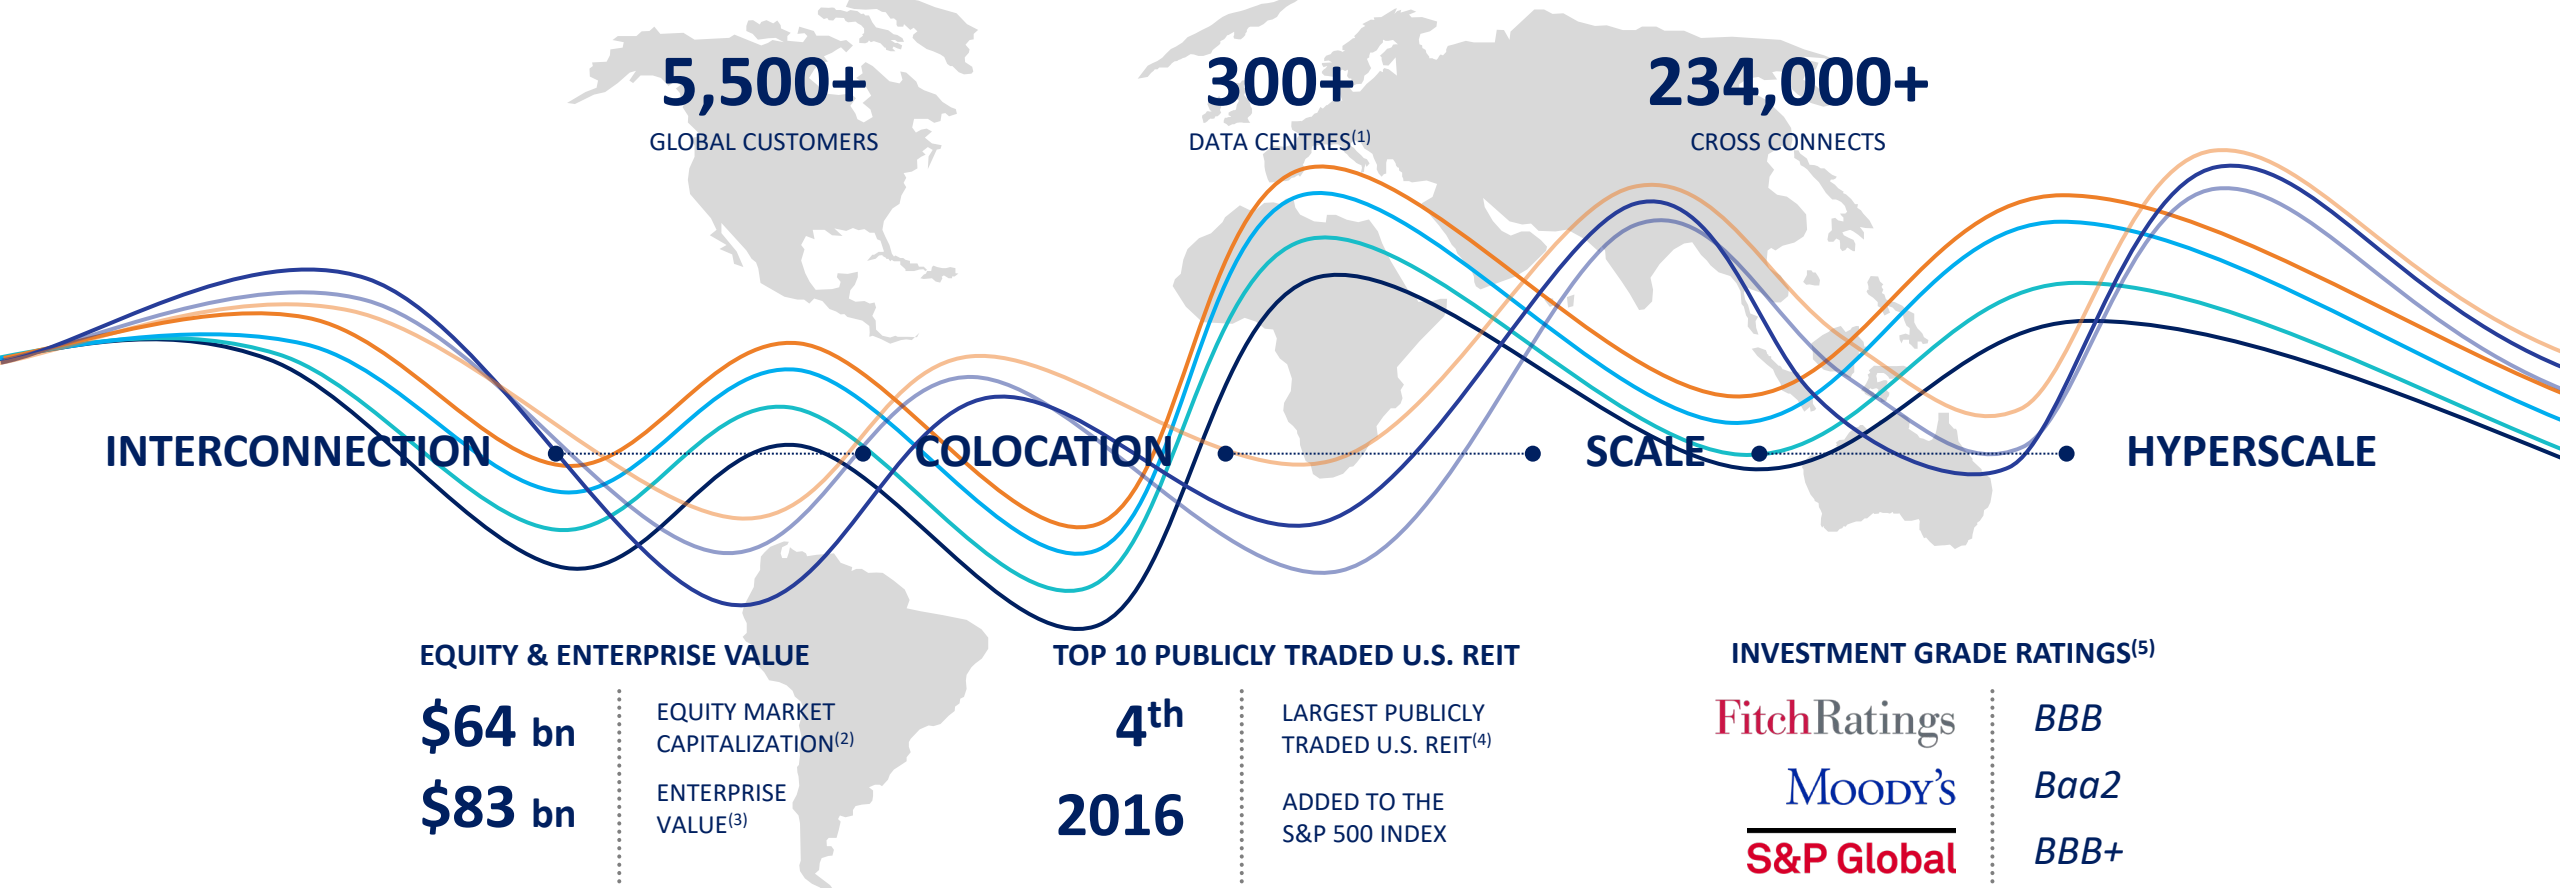 5,500+
GLOBAL CUSTOMERS
300+
DATA CENTRES(1)
234,000+
CROSS CONNECTS
INTERCONNECTION
COLOCATION
SCALE
HYPERSCALE
EQUITY & ENTERPRISE VALUE
$64 bn
EQUITY MARKET
CAPITALIZATION(2)
$83 bn
ENTERPRISE
VALUE(3)
TOP 10 PUBLICLY TRADED U.S. REIT
4th
LARGEST PUBLICLY
TRADED U.S. REIT(4)
2016
ADDED TO THE
S&P 500 INDEX
INVESTMENT GRADE RATINGS(5)
FitchRatings
BBB
MOODY'S
Baa2
S&P Global
BBB+